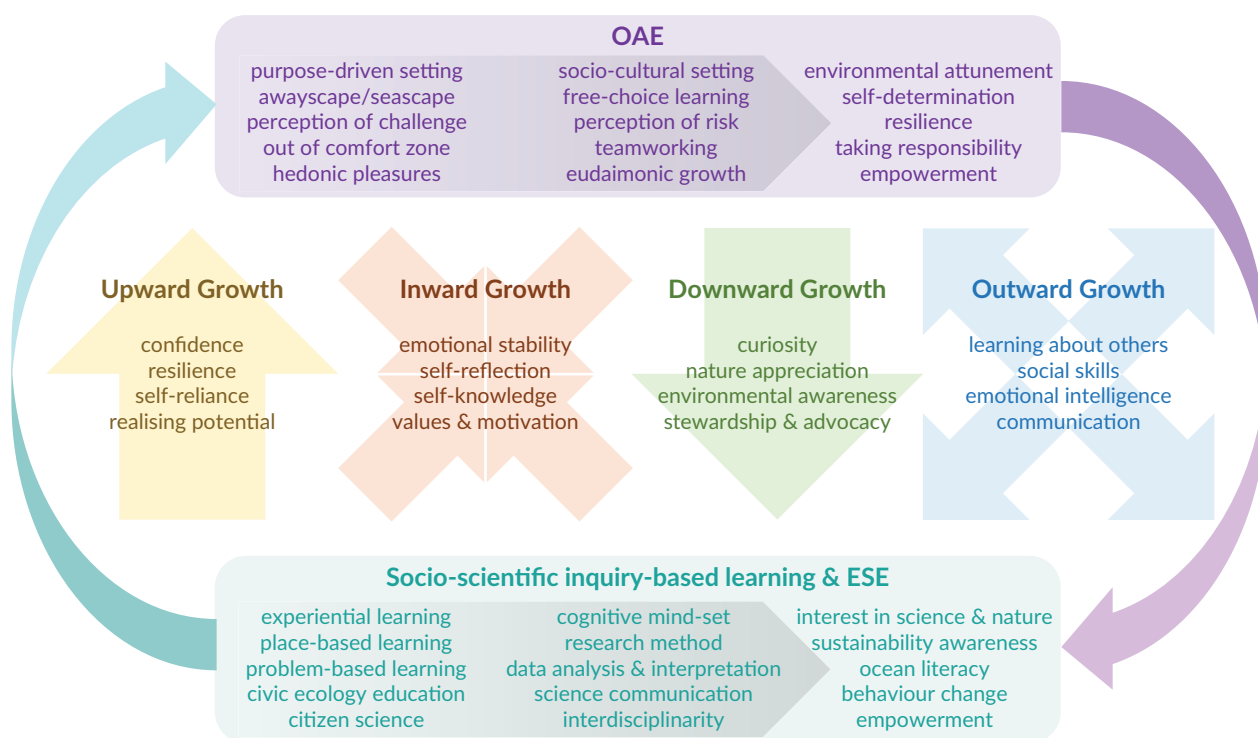 OAE
purpose-driven setting
awayscape/seascape
perception of challenge
out of comfort zone
hedonic pleasures
socio-cultural setting
free-choice learning
perception of risk
teamworking
eudaimonic growth
environmental attunement
self-determination
resilience
taking responsibility
empowerment
Upward Growth
confidence
resilience
self-reliance
realising potential
Inward Growth
emotional stability
self-reflection
self-knowledge
values & motivation
Downward Growth
curiosity
nature appreciation
environmental awareness
stewardship & advocacy
Outward Growth
learning about others
social skills
emotional intelligence
communication
Socio-scientific inquiry-based learning & ESE
experiential learning
place-based learning
problem-based learning
civic ecology education
citizen science
cognitive mind-set
research method
data analysis & interpretation
science communication
interdisciplinarity
interest in science & nature
sustainability awareness
ocean literacy
behaviour change
empowerment